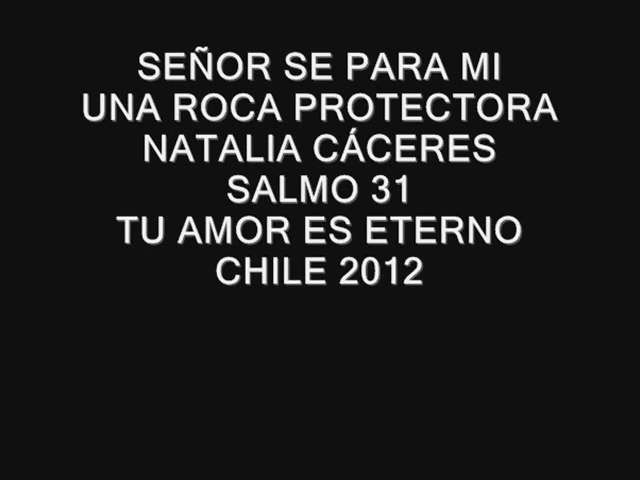 SEÑOR SE PARA MI
UNA ROCA PROTECTORA
NATALIA CÁCERES
SALMO 31
TU AMOR ES ETERNO
CHILE 2012